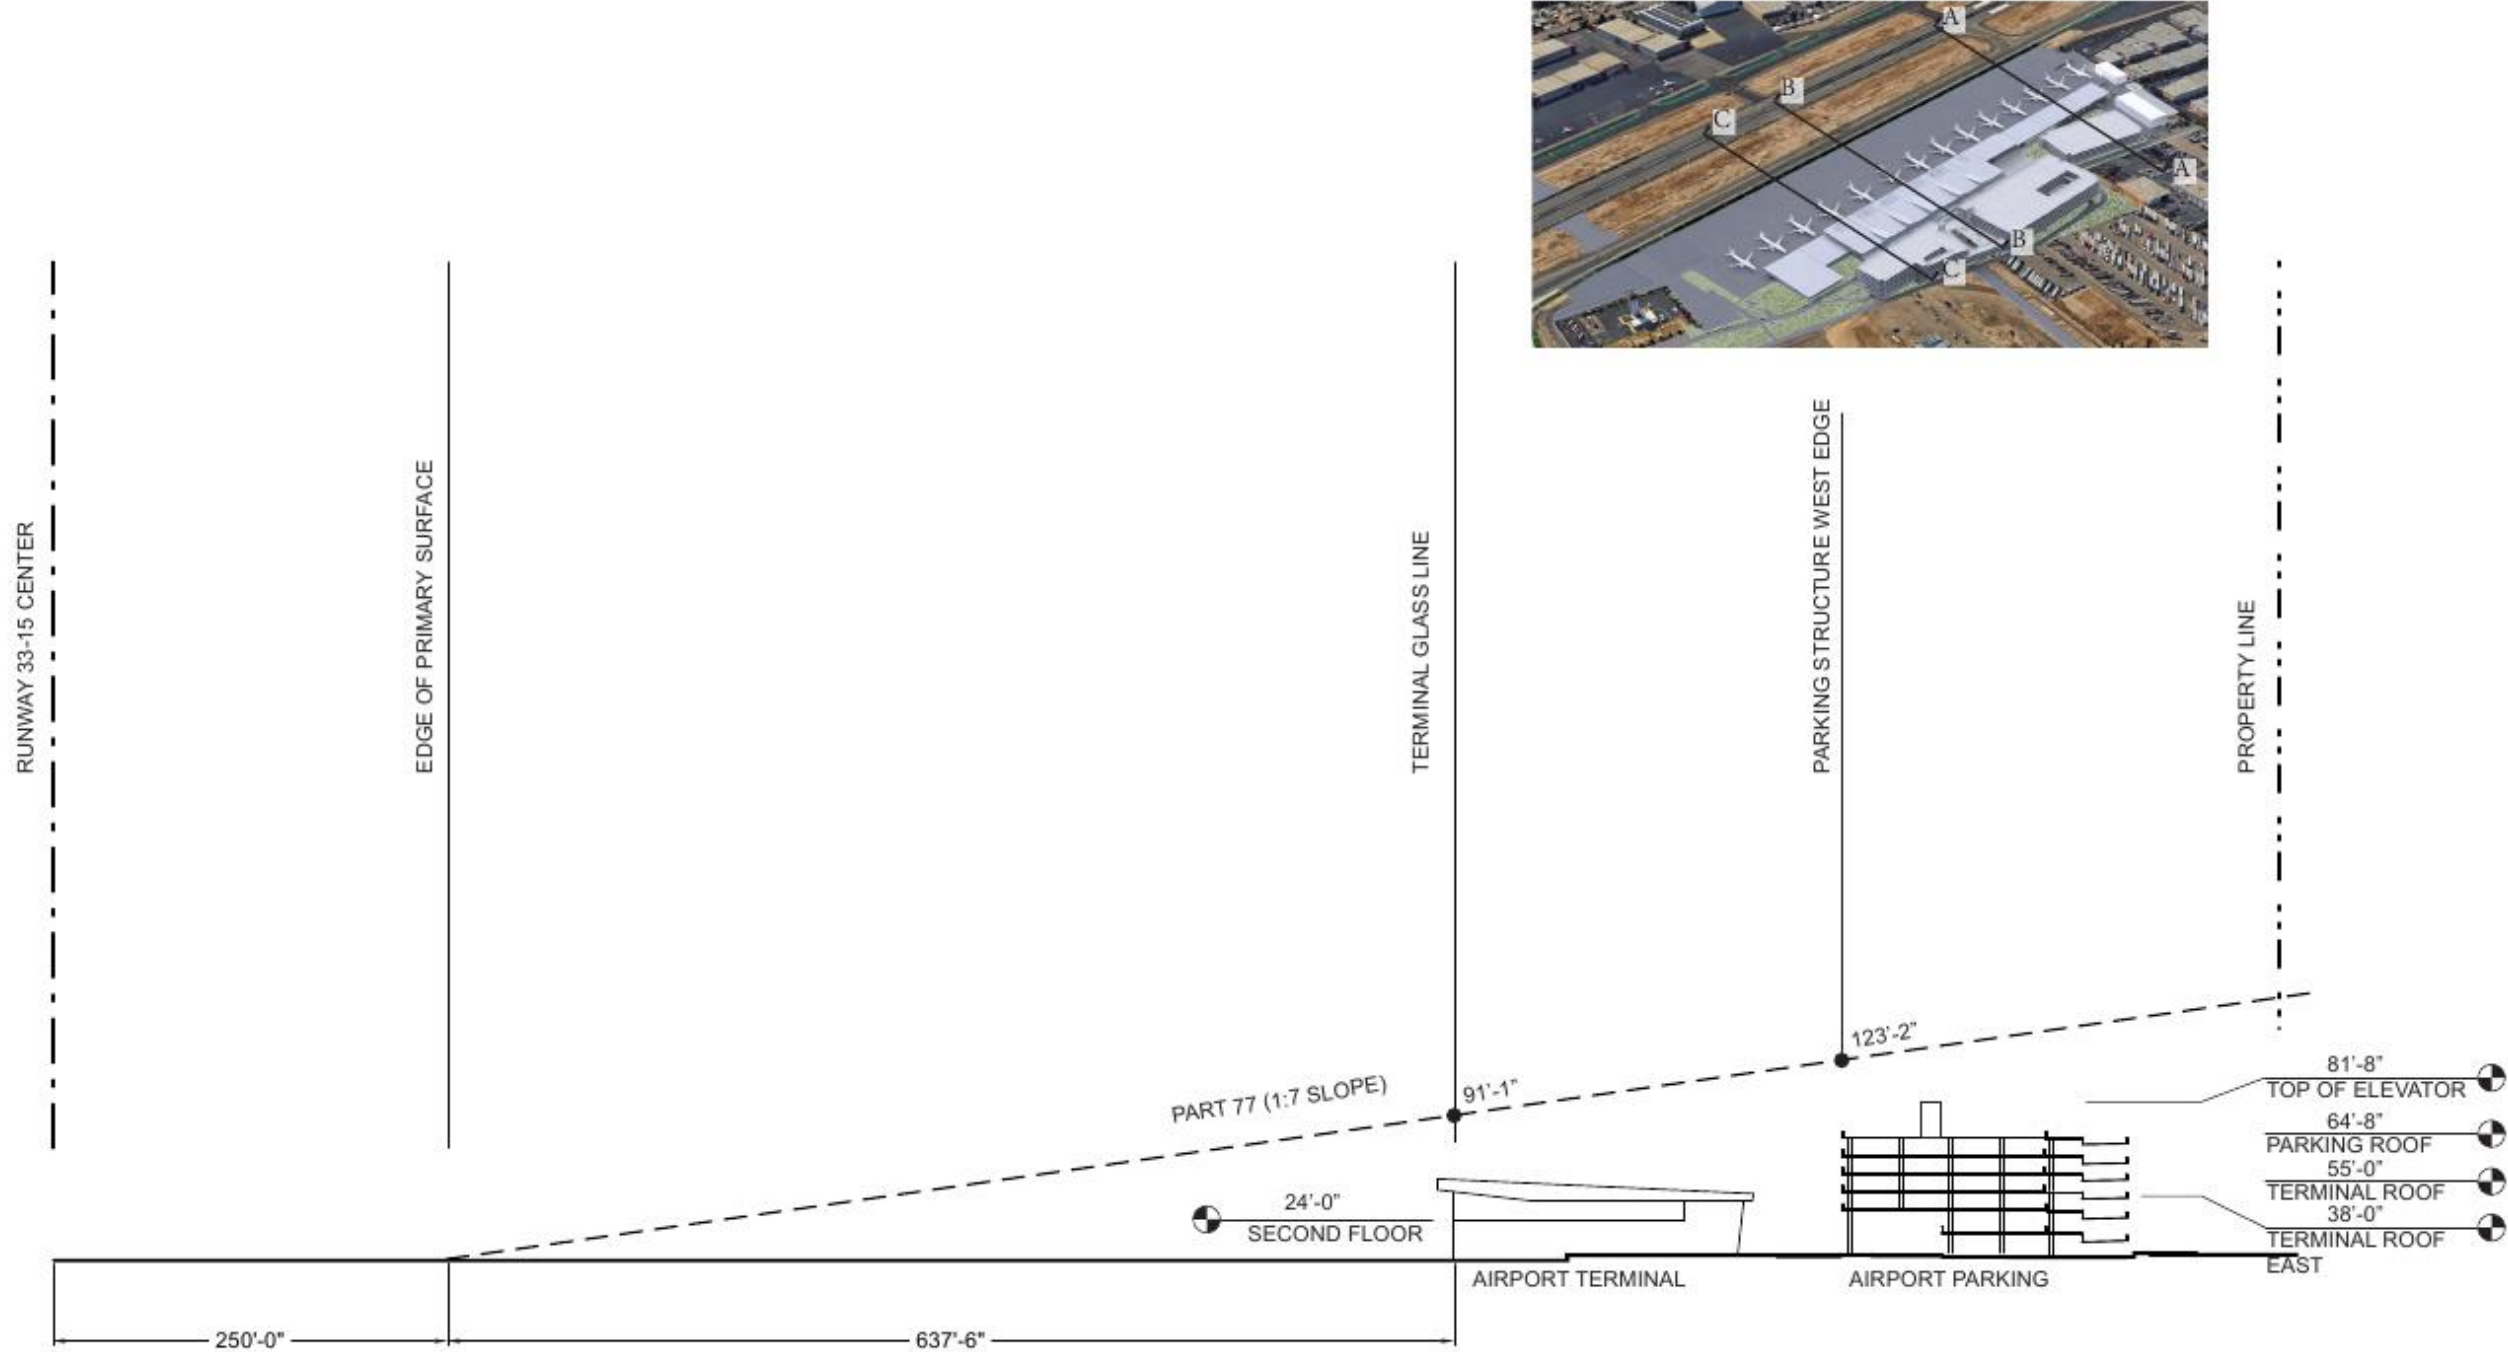 A
B
C
A
B
C
RUNWAY 33-15 CENTER
EDGE OF PRIMARY SURFACE
TERMINAL GLASS LINE
PARKING STRUCTURE WEST EDGE
PROPERTY LINE
PART 77 (1:7 SLOPE)
91'-1"
123'-2"
81'-8"
TOP OF ELEVATOR
64'-8"
PARKING ROOF
55'-0"
TERMINAL ROOF
38'-0"
TERMINAL ROOF
EAST
24'-0"
SECOND FLOOR
AIRPORT TERMINAL
AIRPORT PARKING
250'-0"
637'-6"